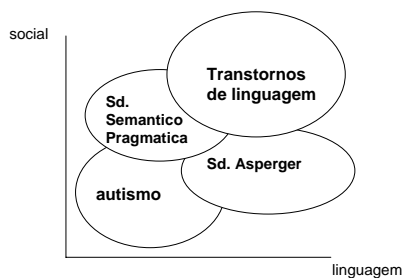 social
Transtornos
de linguagem
Sd.
Semantico
Pragmatica
Sd. Asperger
autismo
linguagem